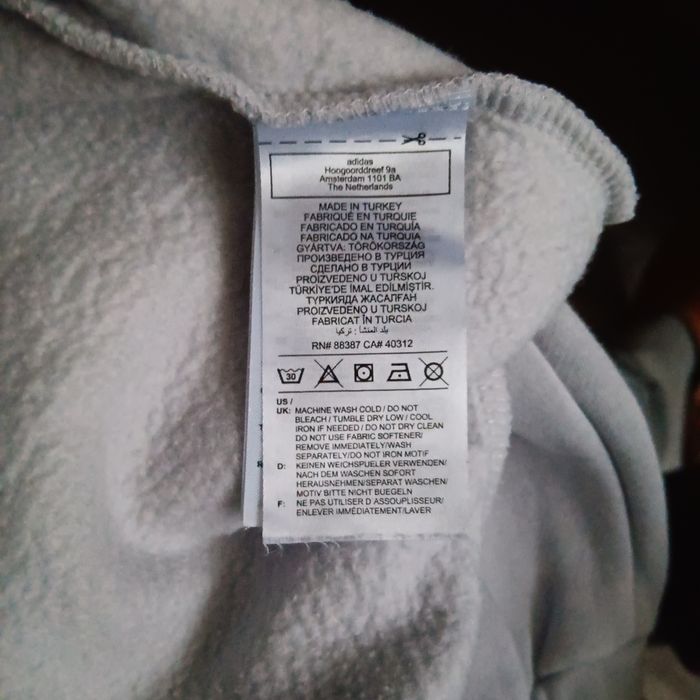 adidas
Hoogoorddreef 9a
Amsterdam 1101 BA
The Netherlands
MADE IN TURKEY
FABRIQUÉ EN TURQUIE
FABRICADO EN TURQUÍA
FABRICADO NA TURQUIA
GYÁRTVA: TÖRÖKORSZÁG
ПРОИЗВЕДЕНО В ТУРЦИЯ
СДЕЛАНО В ТУРЦИИ
PROIZVEDENO U TURSKOJ
TÜRKİYE'DE IMAL EDİLMİŞTİR.
ТУРКИЯДА ЖАСАЛҒАН
PROIZVEDENO U TURSKOJ
FABRICAT ÎN TURCIA
بلد المنشأ : تركيا
RN# 88387 CA# 40312
30
US /
UK: MACHINE WASH COLD / DO NOT
BLEACH / TUMBLE DRY LOW / COOL
IRON IF NEEDED / DO NOT DRY CLEAN
DO NOT USE FABRIC SOFTENER/
REMOVE IMMEDIATELY/WASH
SEPARATELY/DO NOT IRON MOTIF
D: KEINEN WEICHSPUELER VERWENDEN/
NACH DEM WASCHEN SOFORT
HERAUSNEHMEN/SEPARAT WASCHEN/
MOTIV BITTE NICHT BUEGELN
F: NE PAS UTILISER D ASSOUPLISSEUR/
ENLEVER IMMÉDIATEMENT/LAVER